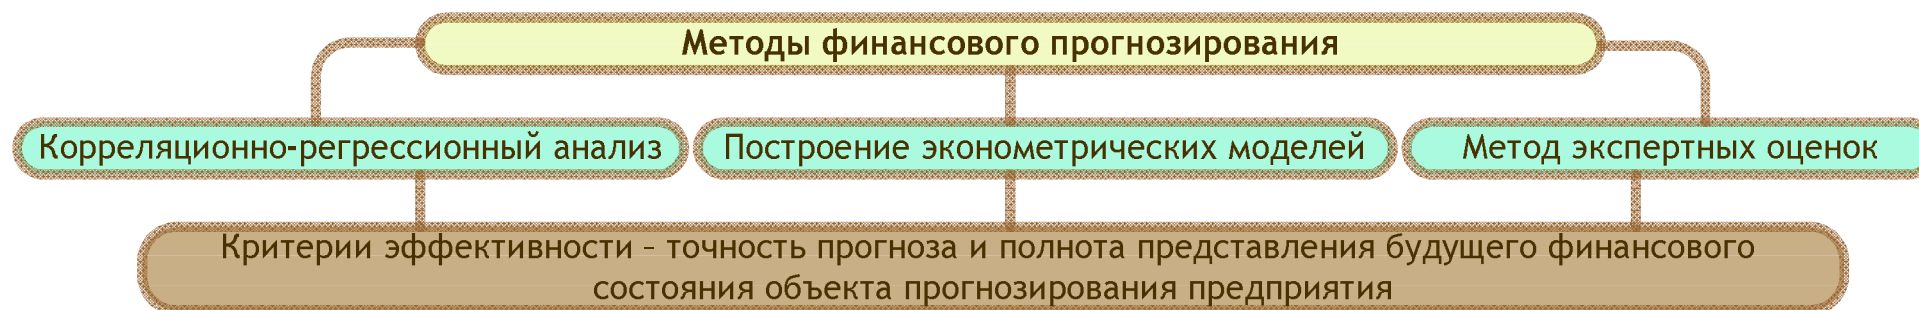 Методы финансового прогнозирования
Корреляционно-регрессионный анализ
Построение эконометрических моделей
Метод экспертных оценок
Критерии эффективности – точность прогноза и полнота представления будущего финансового
состояния объекта прогнозирования предприятия